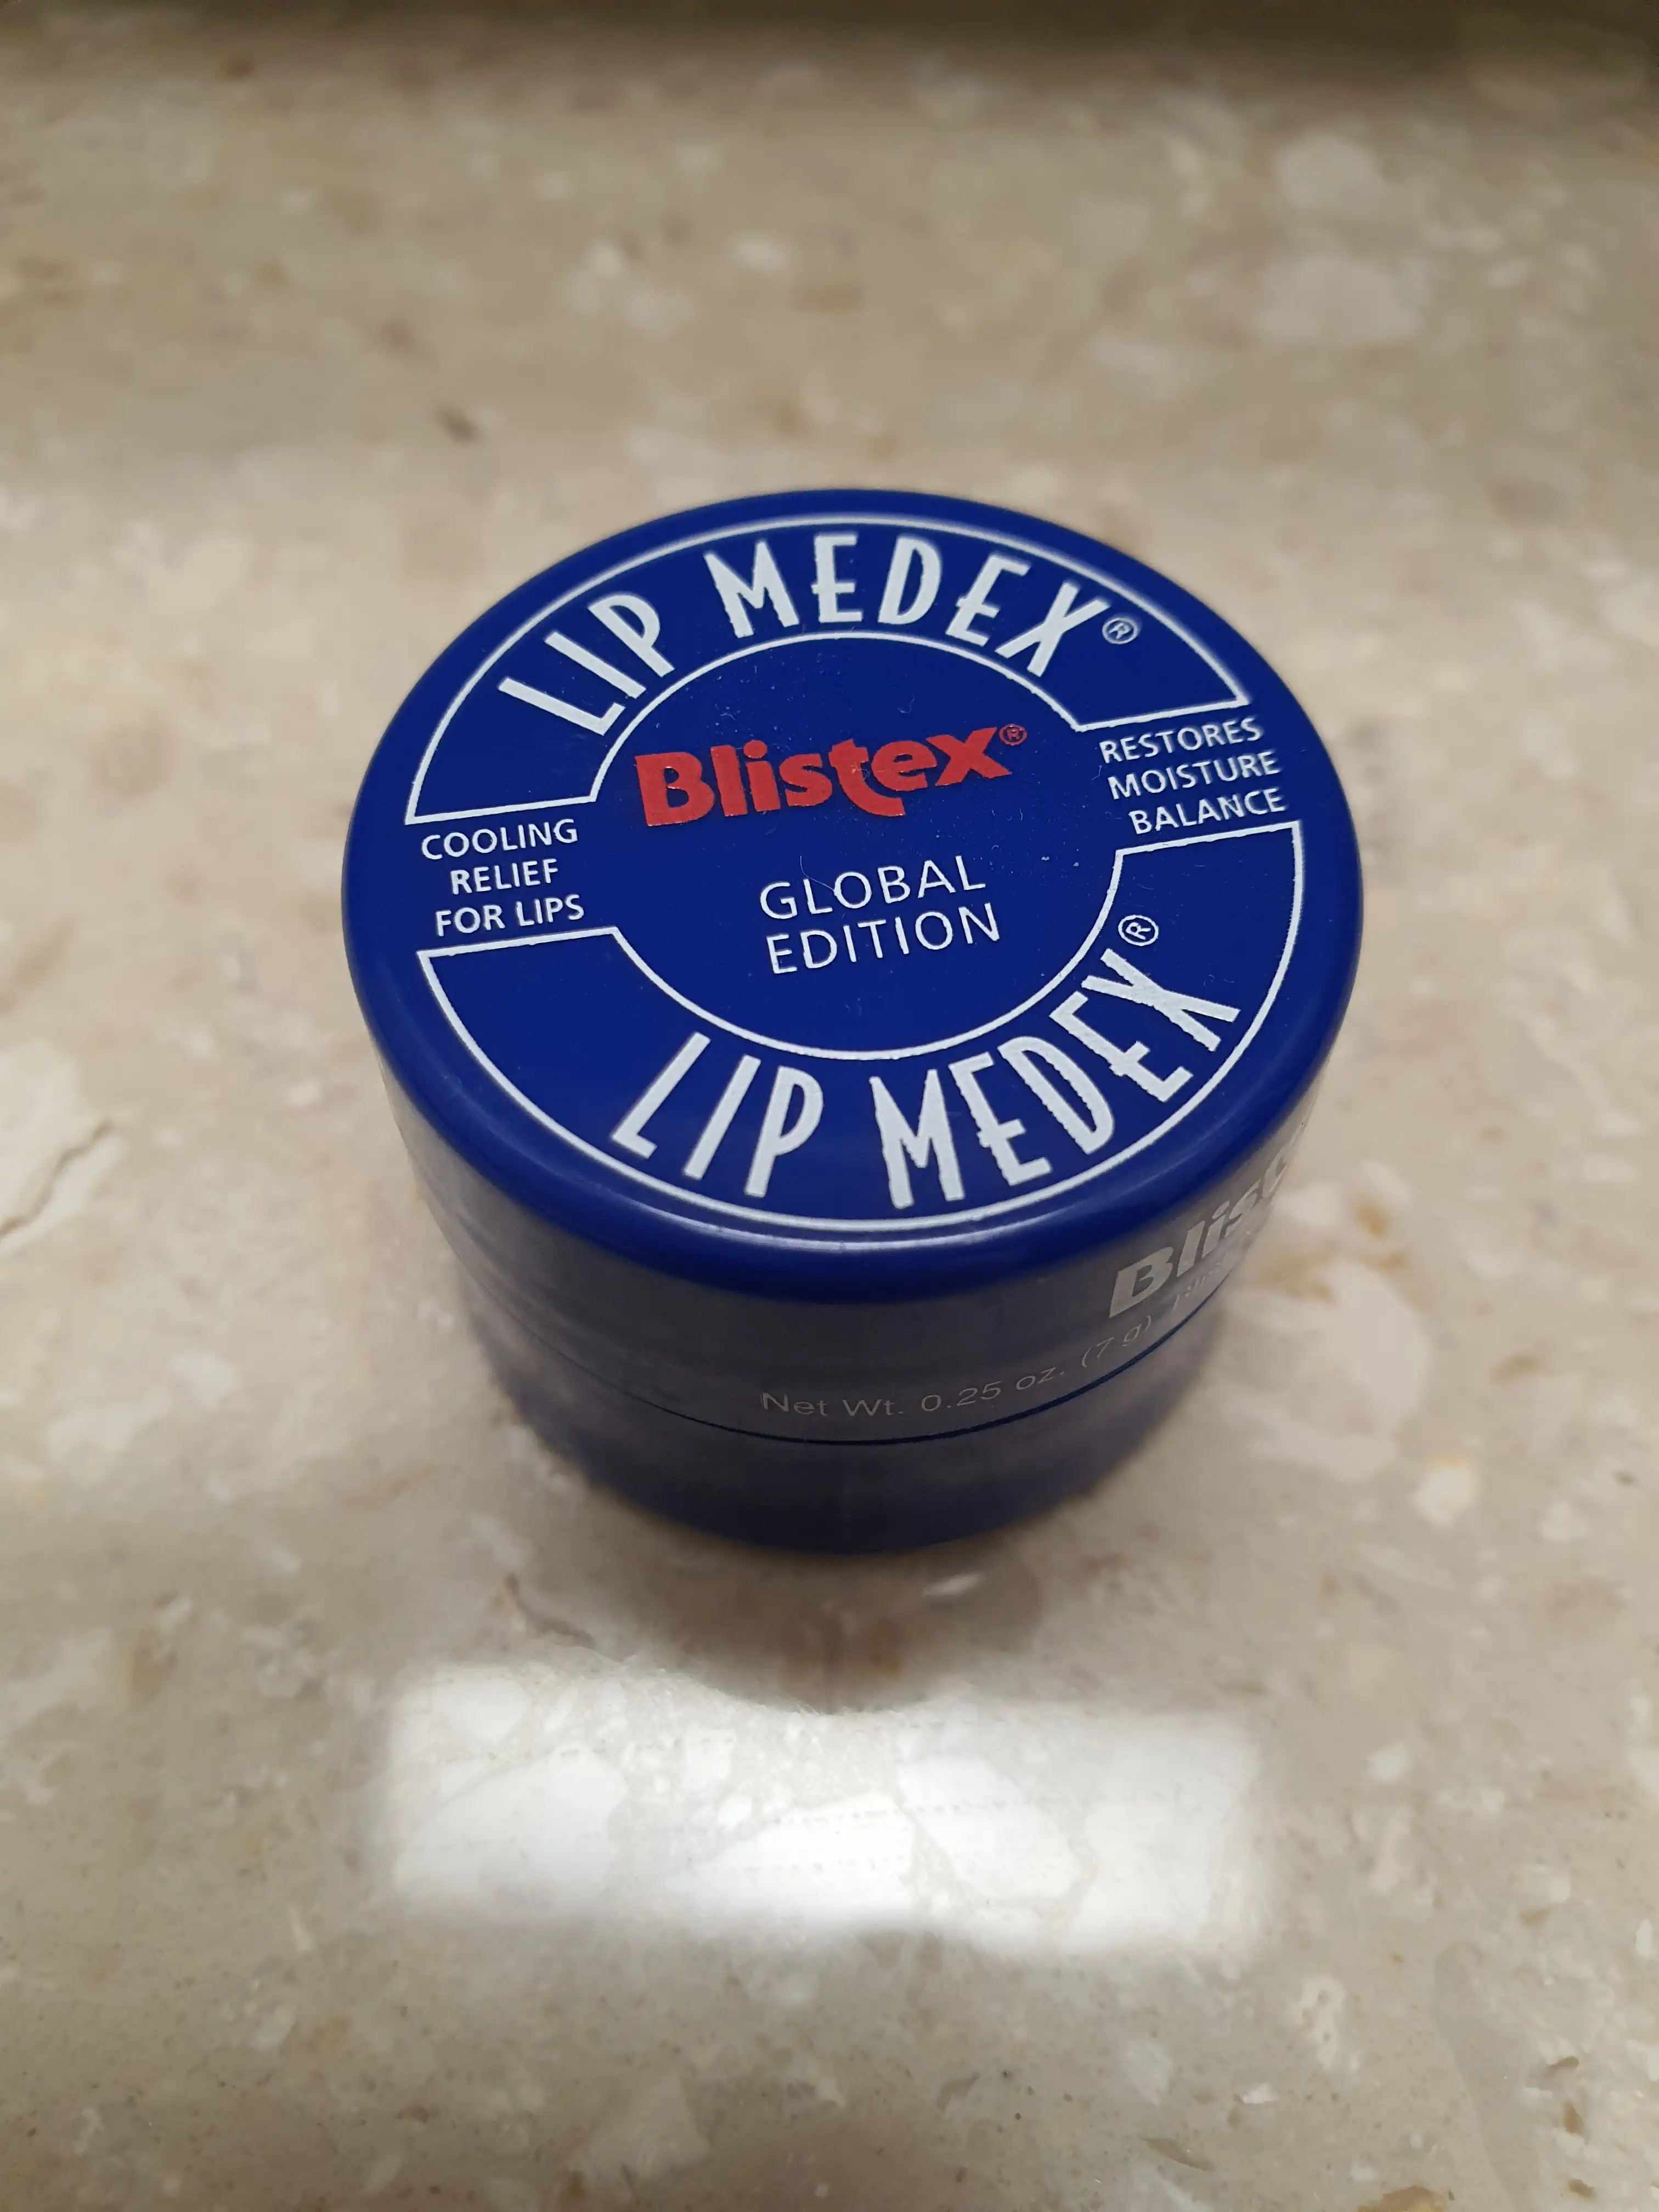 LIP MEDEX®
Blistex®
COOLING
RELIEF
FOR LIPS
RESTORES
MOISTURE
BALANCE
GLOBAL
EDITION
LIP MEDEX®
Net Wt. 0.25 oz. (7 g)